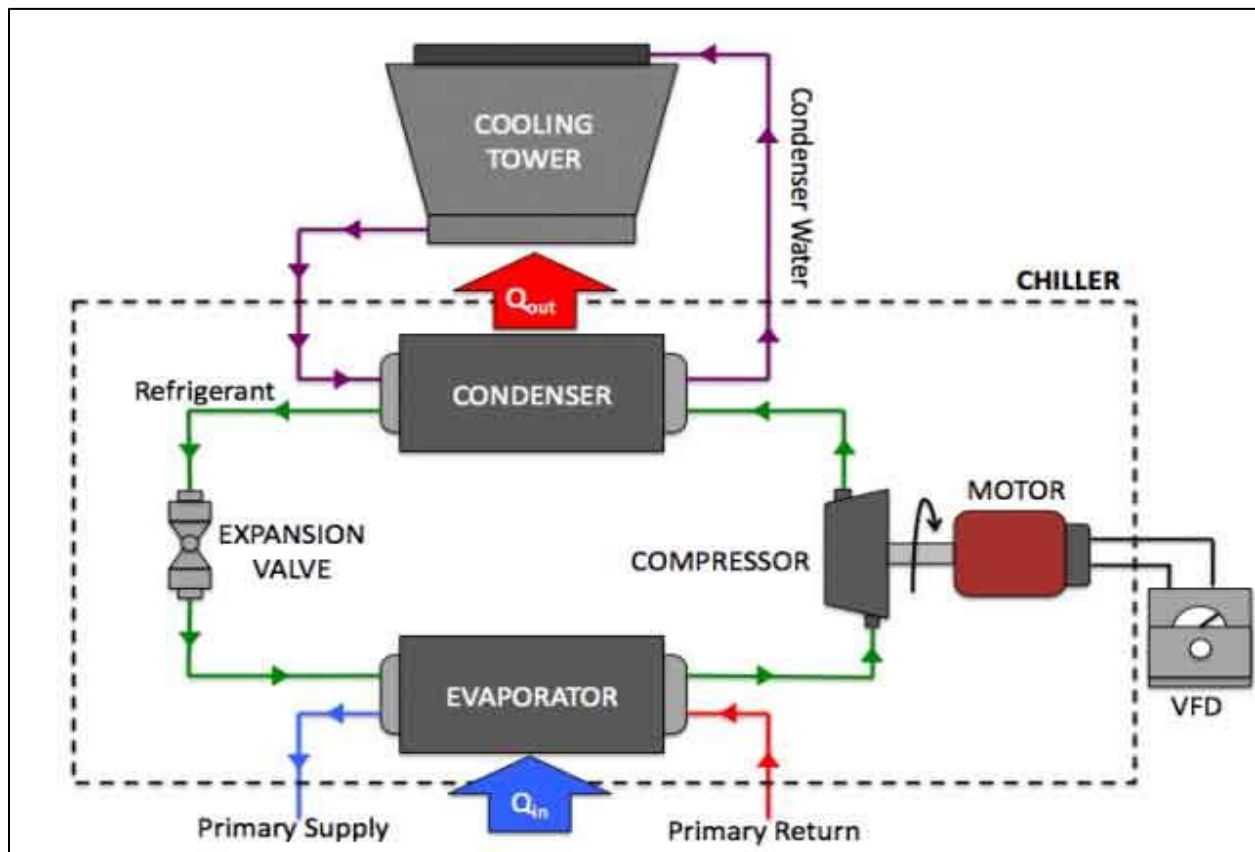 COOLING
TOWER
Condenser Water
CHILLER
Qout
CONDENSER
Refrigerant
MOTOR
EXPANSION
VALVE
COMPRESSOR
EVAPORATOR
VFD
Qin
Primary Supply
Primary Return